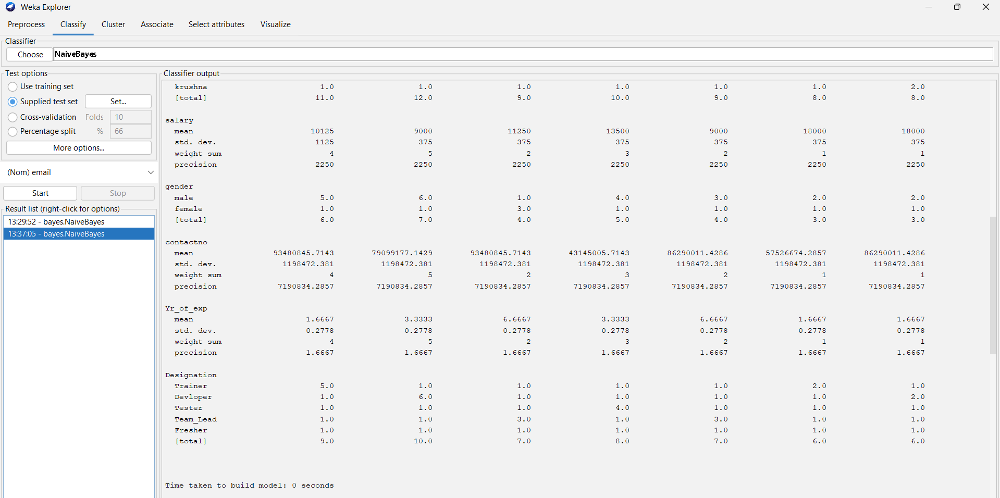 Weka Explorer
Preprocess Classify Cluster Associate Select attributes Visualize
Classifier
Choose NaiveBayes
Test options
Use training set
Supplied test set Set...
Cross-validation Folds 10
Percentage split % 66
More options...
(Nom) email
Start Stop
Result list (right-click for options)
13:29:52 - bayes.NaiveBayes
13:37:05 - bayes.NaiveBayes
Classifier output
krushna 1.0 1.0 1.0 1.0 1.0 1.0 2.0
[total] 11.0 12.0 9.0 10.0 9.0 8.0 8.0
salary
mean 10125 9000 11250 13500 9000 18000 18000
std. dev. 1125 375 375 375 375 375 375
weight sum 4 5 2 3 2 1 1
precision 2250 2250 2250 2250 2250 2250 2250
gender
male 5.0 6.0 1.0 4.0 3.0 2.0 2.0
female 1.0 1.0 3.0 1.0 1.0 1.0 1.0
[total] 6.0 7.0 4.0 5.0 4.0 3.0 3.0
contactno
mean 93480845.7143 79099177.1429 93480845.7143 43145005.7143 86290011.4286 57526674.2857 86290011.4286
std. dev. 1198472.381 1198472.381 1198472.381 1198472.381 1198472.381 1198472.381 1198472.381
weight sum 4 5 2 3 2 1 1
precision 7190834.2857 7190834.2857 7190834.2857 7190834.2857 7190834.2857 7190834.2857 7190834.2857
Yr_of_exp
mean 1.6667 3.3333 6.6667 3.3333 6.6667 1.6667 1.6667
std. dev. 0.2778 0.2778 0.2778 0.2778 0.2778 0.2778 0.2778
weight sum 4 5 2 3 2 1 1
precision 1.6667 1.6667 1.6667 1.6667 1.6667 1.6667 1.6667
Designation
Trainer 5.0 1.0 1.0 1.0 1.0 2.0 1.0
Devloper 1.0 6.0 1.0 1.0 1.0 1.0 2.0
Tester 1.0 1.0 1.0 4.0 1.0 1.0 1.0
Team_Lead 1.0 1.0 3.0 1.0 3.0 1.0 1.0
Fresher 1.0 1.0 1.0 1.0 1.0 1.0 1.0
[total] 9.0 10.0 7.0 8.0 7.0 6.0 6.0
Time taken to build model: 0 seconds